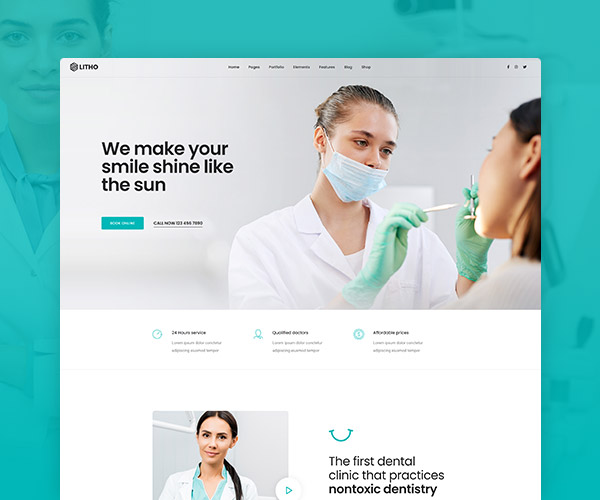 LITHO
Home Pages Portfolio Elements Features Blog Shop
We make your
smile shine like
the sun
BOOK ONLINE
CALL NOW 123 456 7890
24 Hours service
Lorem ipsum dolor consectetur
adipiscing eiusmod tempor
Qualified doctors
Lorem ipsum dolor consectetur
adipiscing eiusmod tempor
Affordable prices
Lorem ipsum dolor consectetur
adipiscing eiusmod tempor
The first dental
clinic that practices
nontoxic dentistry